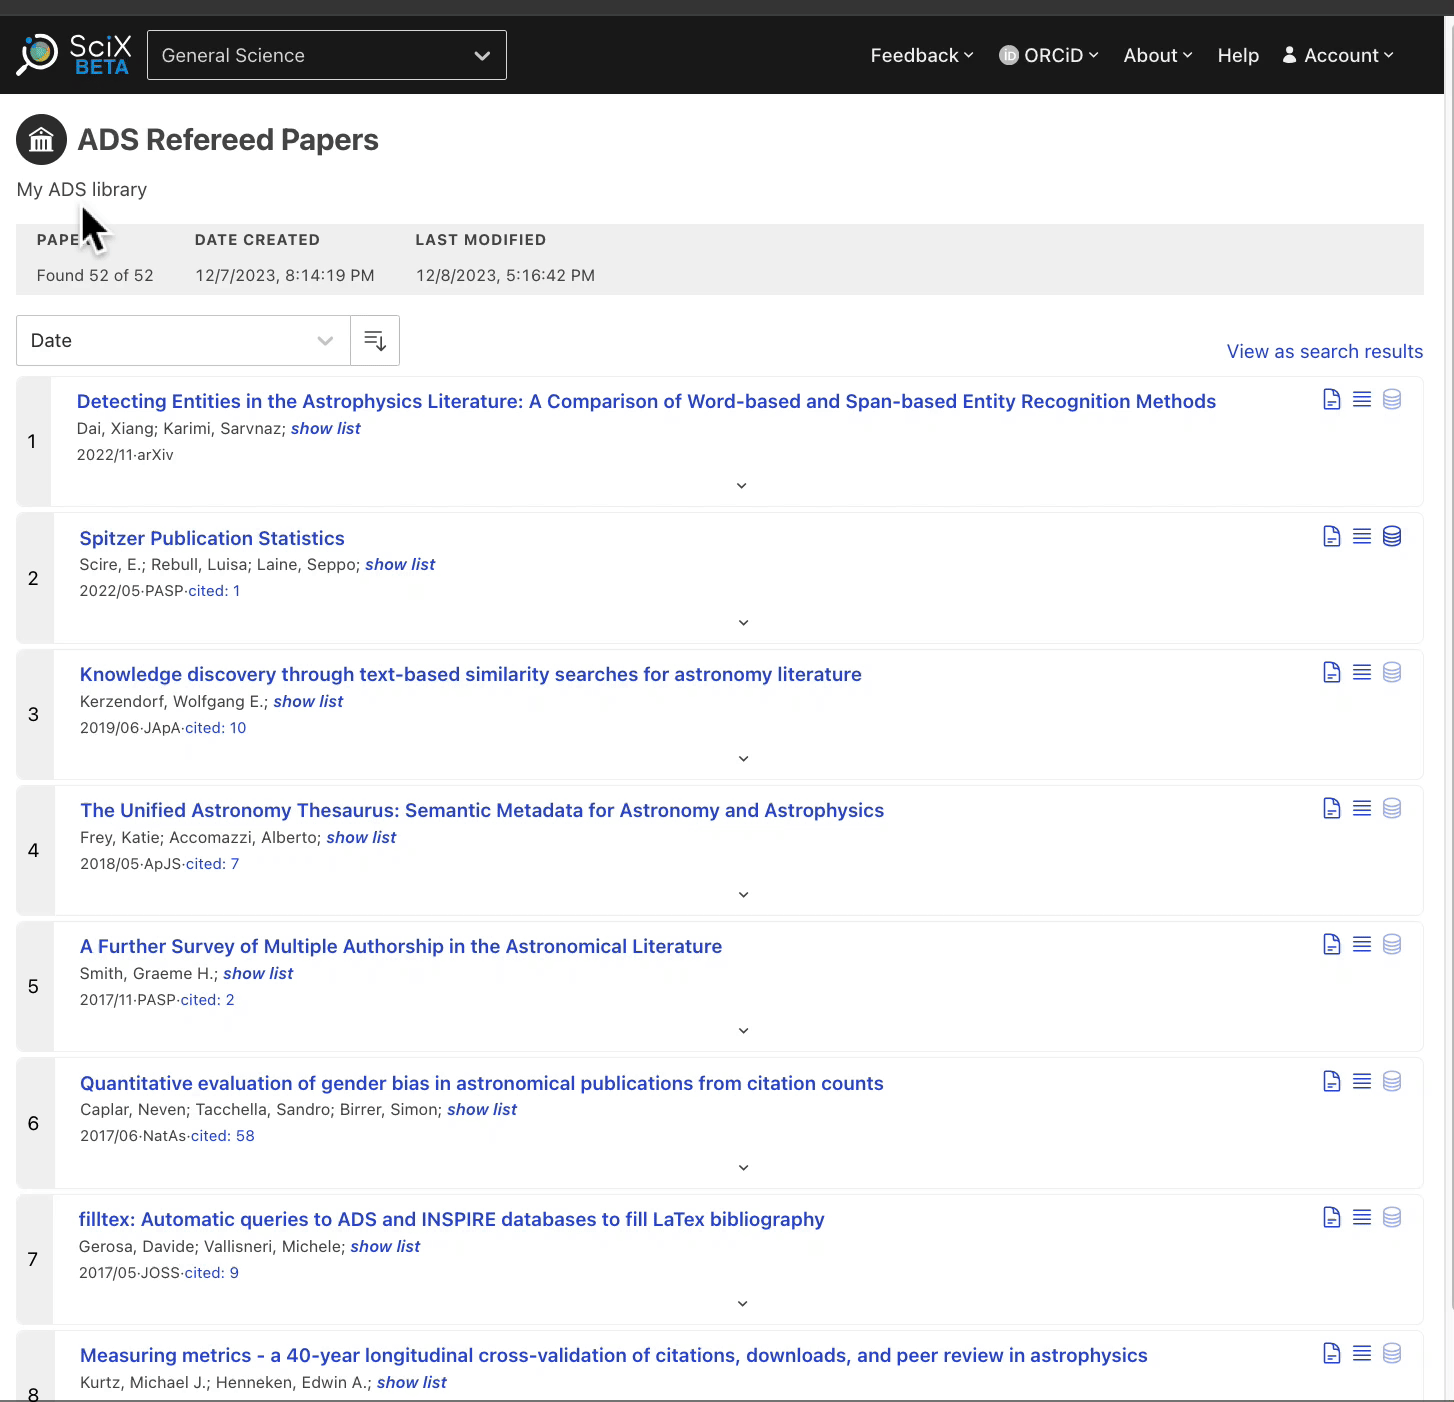 SciX
BETA
General Science
Feedback
iD ORCiD
About
Help
Account
ADS Refereed Papers
My ADS library
DATE CREATED
LAST MODIFIED
Found 52 of 52
12/7/2023, 8:14:19 PM
12/8/2023, 5:16:42 PM
Date
View as search results
1
Detecting Entities in the Astrophysics Literature: A Comparison of Word-based and Span-based Entity Recognition Methods
Dai, Xiang; Karimi, Sarvnaz; show list
2022/11·arXiv
2
Spitzer Publication Statistics
Scire, E.; Rebull, Luisa; Laine, Seppo; show list
2022/05·PASP·cited: 1
3
Knowledge discovery through text-based similarity searches for astronomy literature
Kerzendorf, Wolfgang E.; show list
2019/06·JApA·cited: 10
4
The Unified Astronomy Thesaurus: Semantic Metadata for Astronomy and Astrophysics
Frey, Katie; Accomazzi, Alberto; show list
2018/05·ApJS·cited: 7
5
A Further Survey of Multiple Authorship in the Astronomical Literature
Smith, Graeme H.; show list
2017/11·PASP·cited: 2
6
Quantitative evaluation of gender bias in astronomical publications from citation counts
Caplar, Neven; Tacchella, Sandro; Birrer, Simon; show list
2017/06·NatAs·cited: 58
7
filltex: Automatic queries to ADS and INSPIRE databases to fill LaTex bibliography
Gerosa, Davide; Vallisneri, Michele; show list
2017/05·JOSS·cited: 9
8
Measuring metrics - a 40-year longitudinal cross-validation of citations, downloads, and peer review in astrophysics
Kurtz, Michael J.; Henneken, Edwin A.; show list